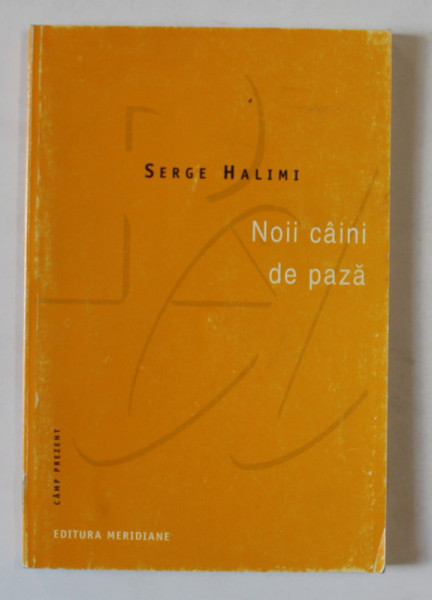 SERGE HALIMI
Noii câini
de pază
CÂMP PREZENT
EDITURA MERIDIANE